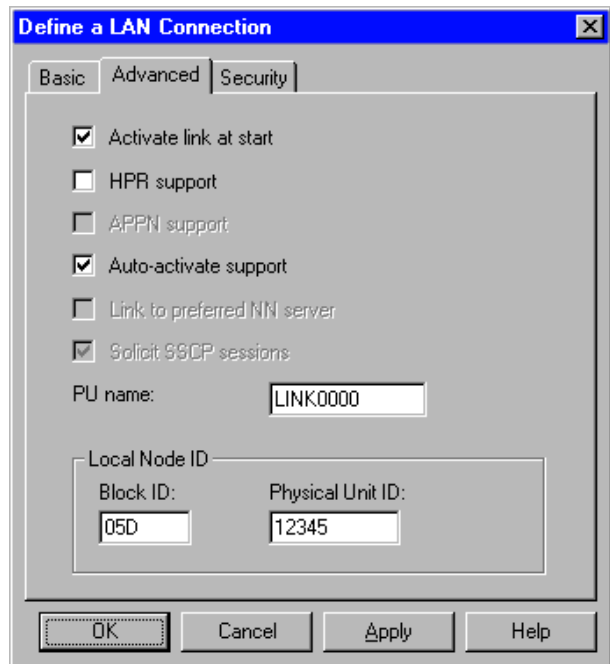 Define a LAN Connection
Basic Advanced Security
Activate link at start
HPR support
APPN support
Auto-activate support
Link to preferred NN server
Solicit SSCP sessions
PU name: LINK0000
Local Node ID
Block ID: Physical Unit ID:
05D 12345
OK Cancel Apply Help